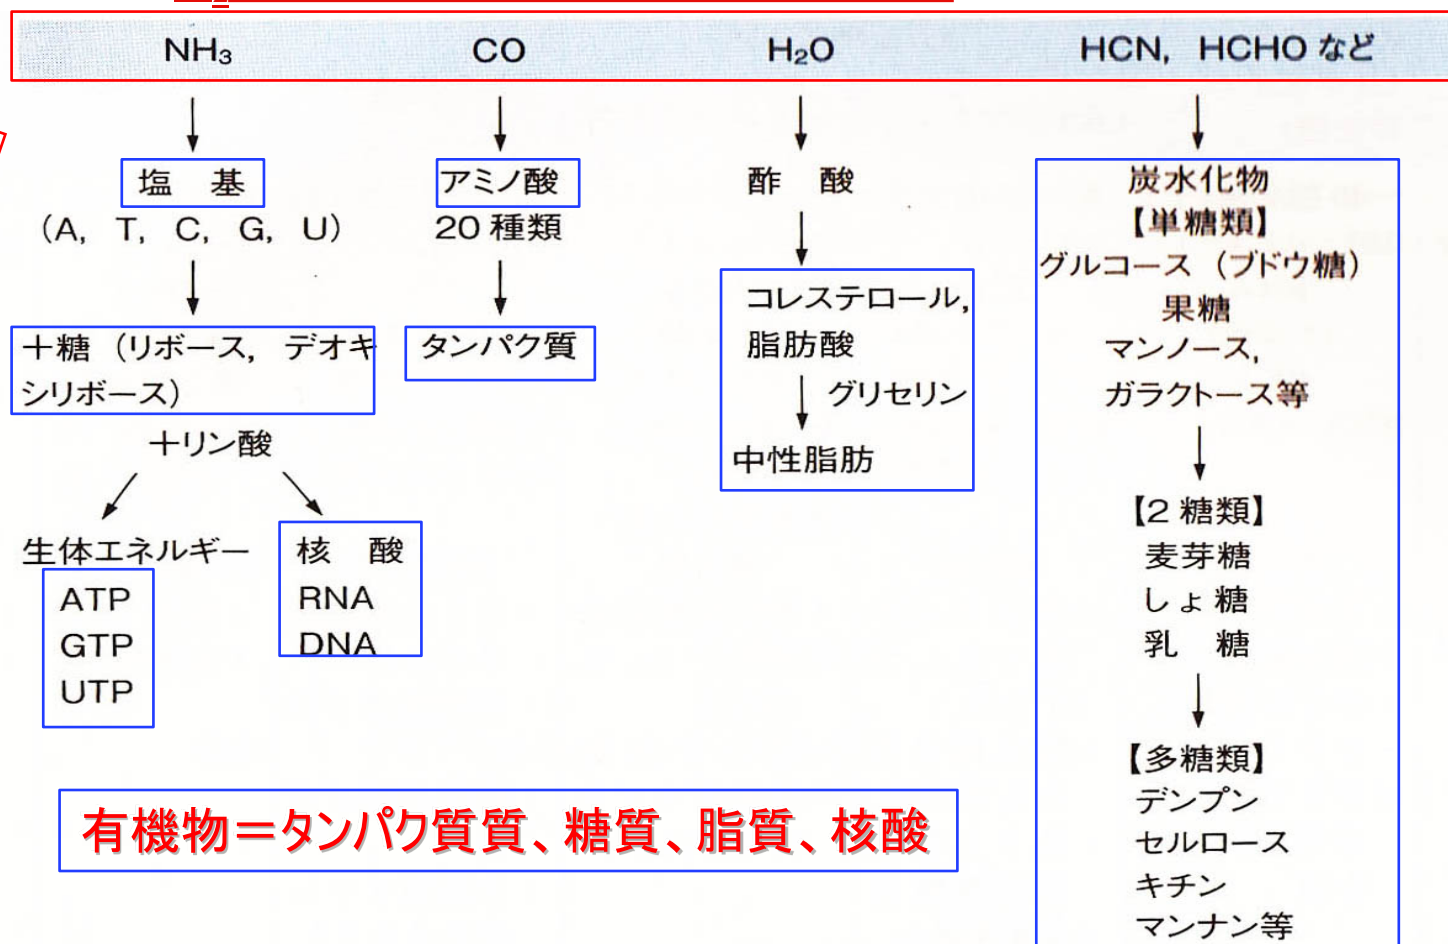 NH₃ CO H₂O HCN, HCHO など
塩 基
(A, T, C, G, U)
+糖（リボース, デオキ
シリボース）
+リン酸
生体エネルギー
ATP
GTP
UTP
核 酸
RNA
DNA
アミノ酸
20 種類
タンパク質
酢 酸
コレステロール,
脂肪酸
グリセリン
中性脂肪
炭水化物
【単糖類】
グルコース（ブドウ糖）
果糖
マンノース,
ガラクトース等
【2 糖類】
麦芽糖
しょ糖
乳 糖
【多糖類】
デンプン
セルロース
キチン
マンナン等
有機物＝タンパク質質、糖質、脂質、核酸